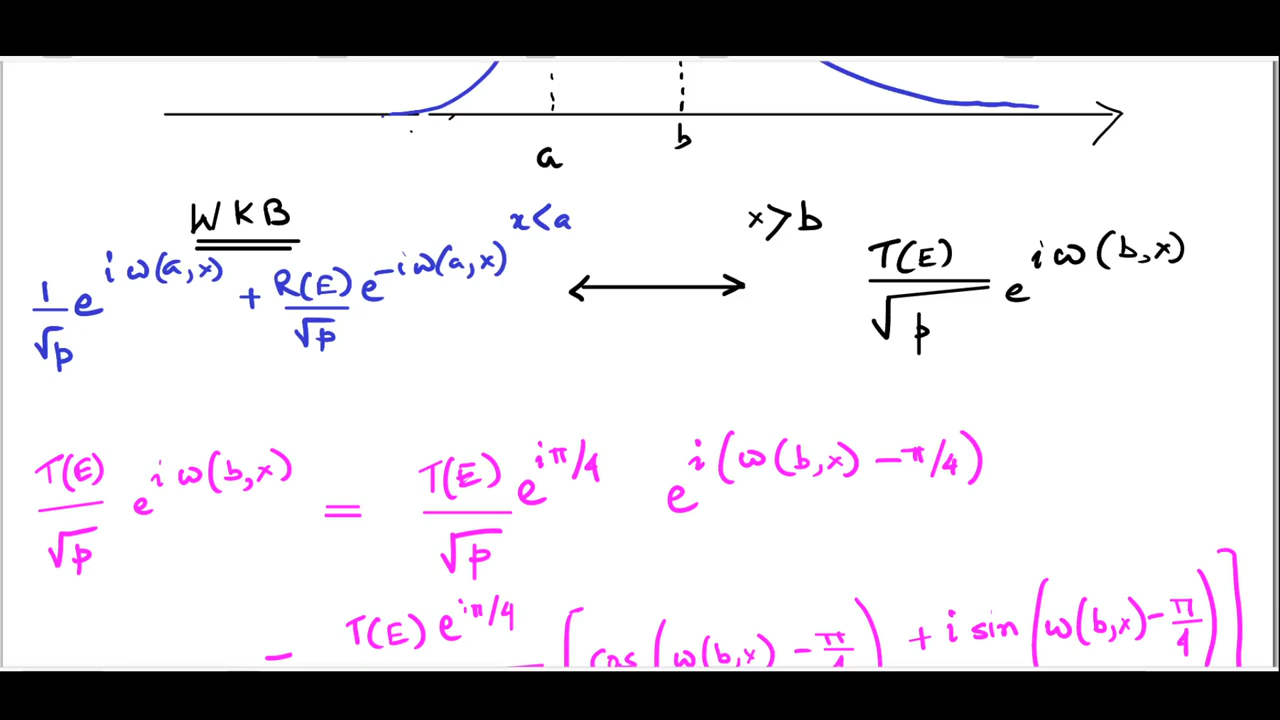 a b
WKB x<a x>b
1/√p e^{iω(a,x)} + R(E)/√p e^{-iω(a,x)} ⟷ T(E)/√p e^{iω(b,x)}
T(E)/√p e^{iω(b,x)} = T(E)/√p e^{iπ/4} e^{i(ω(b,x)-π/4)}
= T(E) e^{iπ/4} [cos(ω(b,x)-π/4) + i sin(ω(b,x)-π/4)]